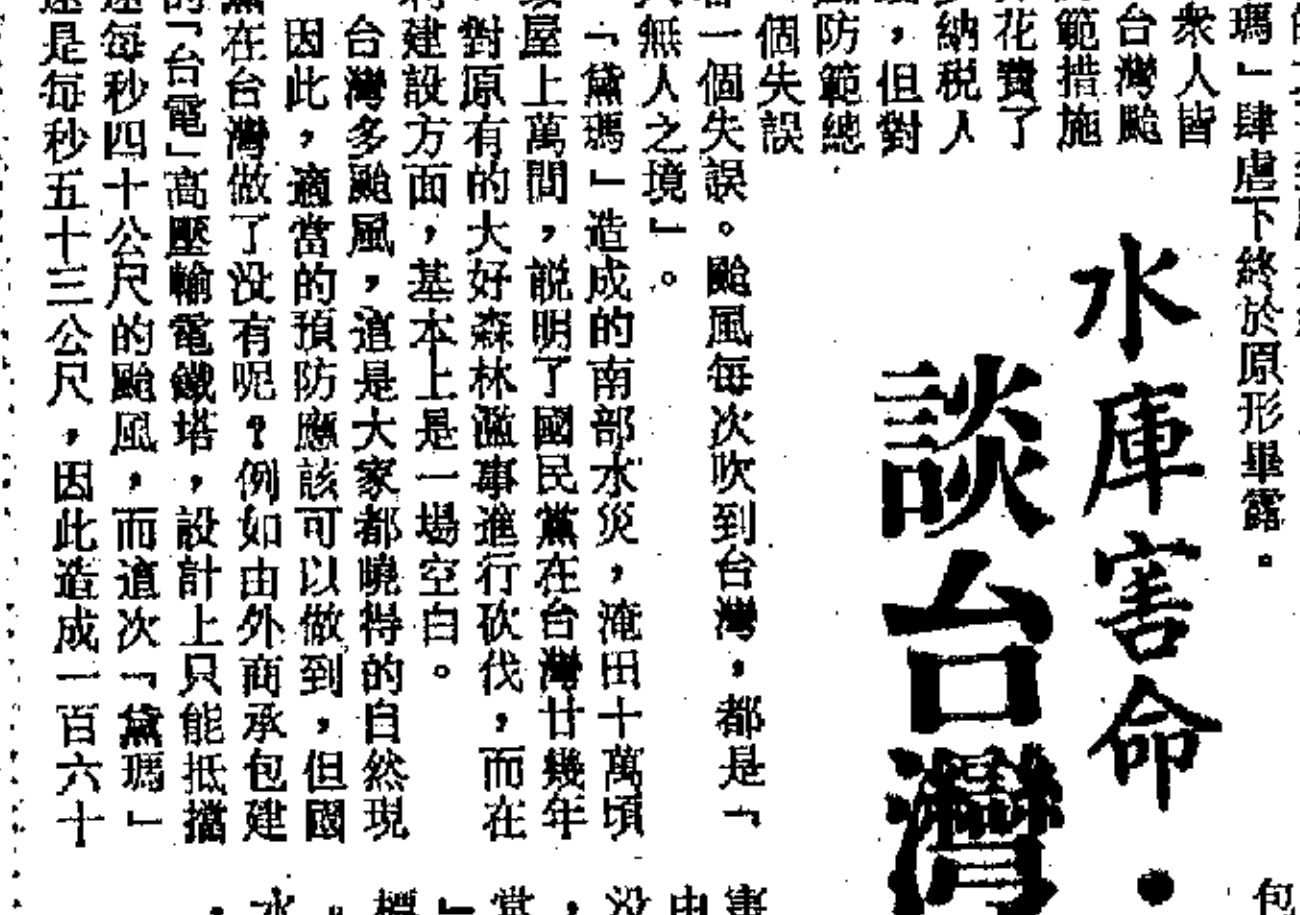 瑪」肆虐下終於原形畢露。
衆人皆
台灣颱
範措施
花費了
納税人
，但對
防範總
個失誤
水庫害命·
談台灣
一個失誤。颱風每次吹到台灣，都是「
無人之境」。
「黛瑪」造成的南部水災，淹田十萬頃
屋上萬間，説明了國民黨在台灣廿幾年
對原有的大好森林濫事進行砍伐，而在
建設方面，基本上是一場空白。
台灣多颱風，這是大家都曉得的自然現
因此，適當的預防應該可以做到，但國
在台灣做了没有呢？例如由外商承包建
的「台電」高壓輸電鐵塔，設計上只能抵擋
每秒四十公尺的颱風，而這次「黛瑪」
是每秒五十三公尺，因此造成一百六十
包
没
水